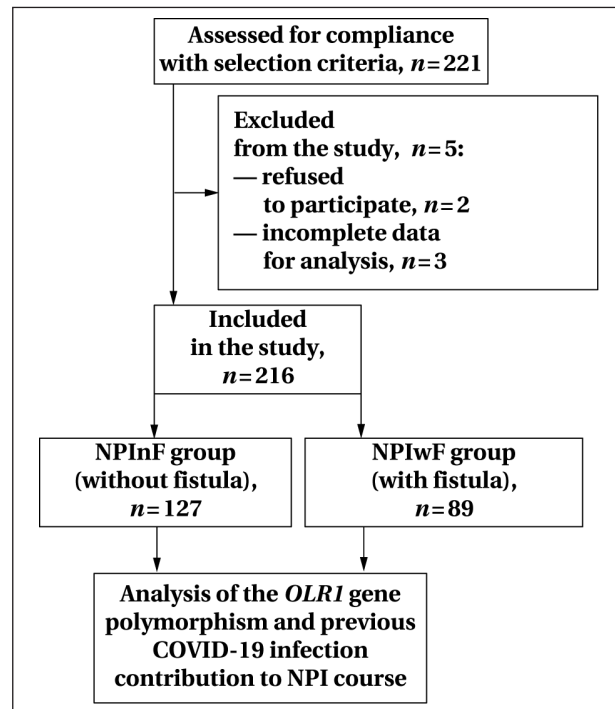 Assessed for compliance
with selection criteria, n=221
Excluded
from the study, n=5:
— refused
to participate, n=2
— incomplete data
for analysis, n=3
Included
in the study,
n=216
NPInF group
(without fistula),
n=127
NPIwF group
(with fistula),
n=89
Analysis of the OLR1 gene
polymorphism and previous
COVID-19 infection
contribution to NPI course